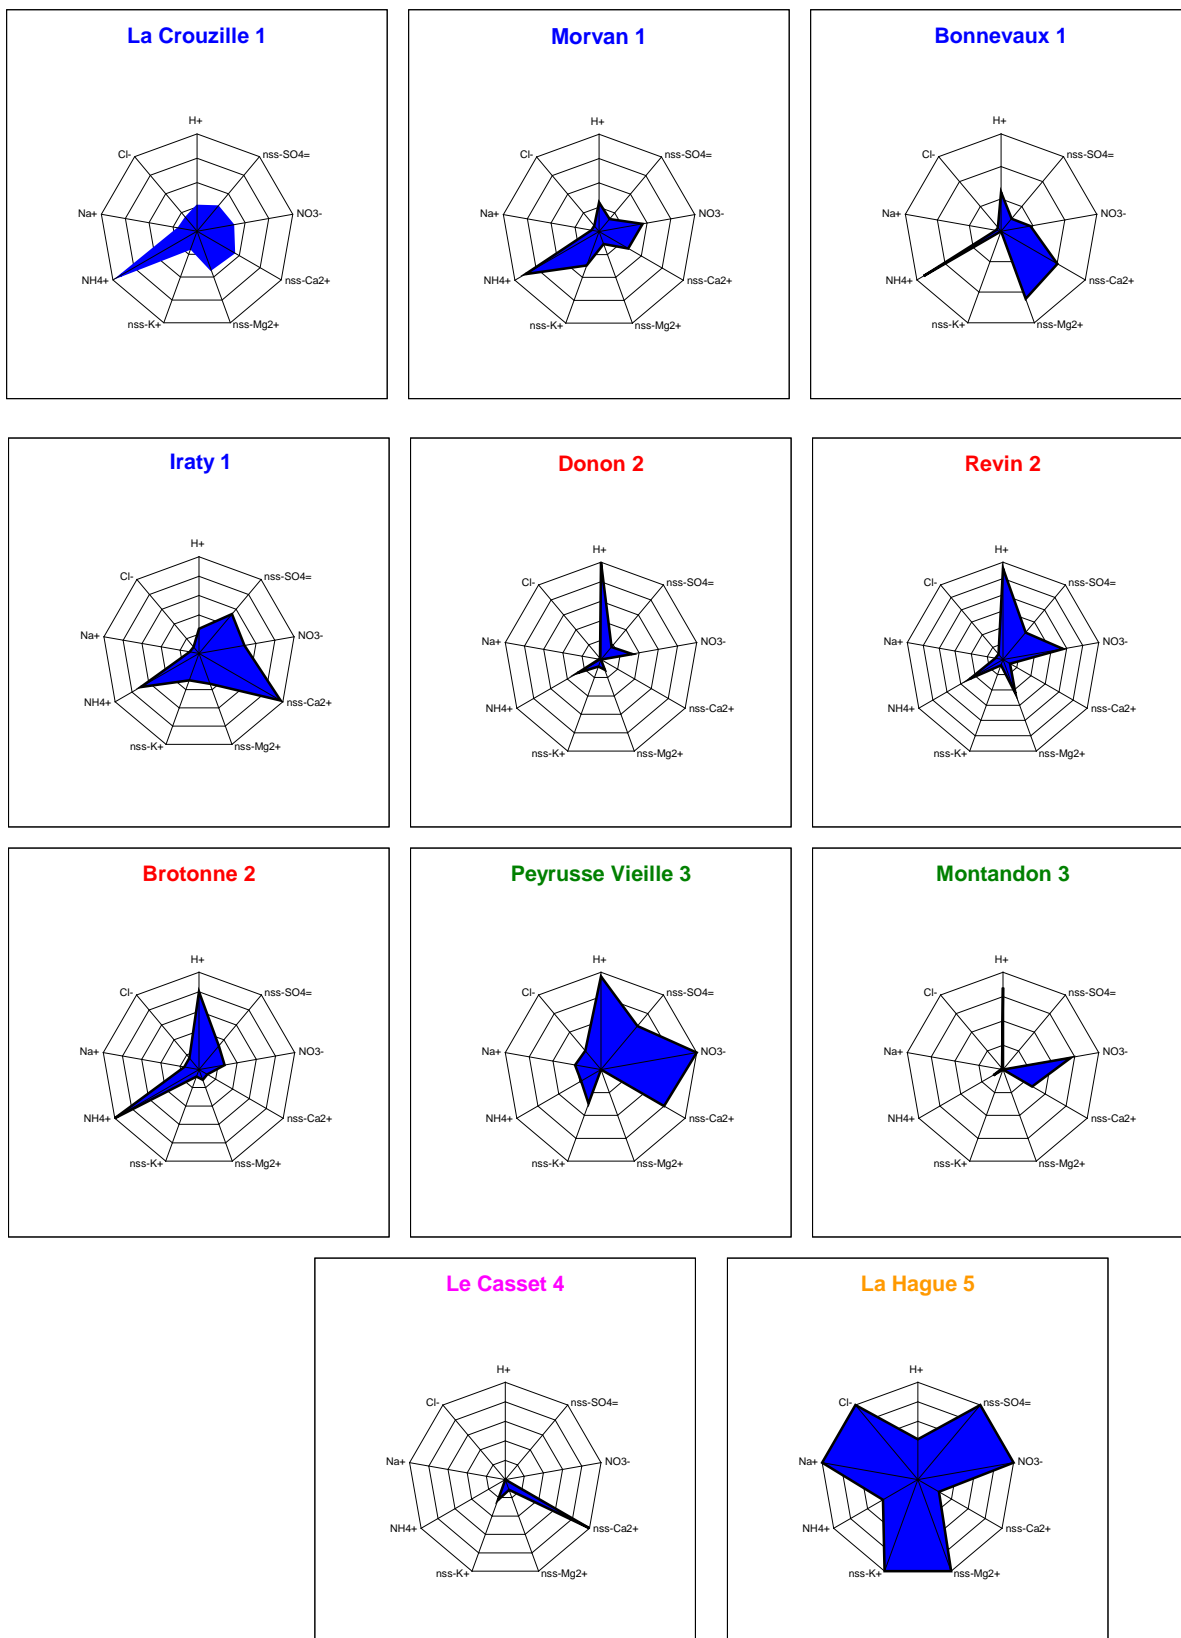 La Crouzille 1
H+
Cl-
nss-SO4=
Na+
NO3-
NH4+
nss-Ca2+
nss-K+
nss-Mg2+
Morvan 1
H+
Cl-
nss-SO4=
Na+
NO3-
NH4+
nss-Ca2+
nss-K+
nss-Mg2+
Bonnevaux 1
H+
Cl-
nss-SO4=
Na+
NO3-
NH4+
nss-Ca2+
nss-K+
nss-Mg2+
Iraty 1
H+
Cl-
nss-SO4=
Na+
NO3-
NH4+
nss-Ca2+
nss-K+
nss-Mg2+
Donon 2
H+
Cl-
nss-SO4=
Na+
NO3-
NH4+
nss-Ca2+
nss-K+
nss-Mg2+
Revin 2
H+
Cl-
nss-SO4=
Na+
NO3-
NH4+
nss-Ca2+
nss-K+
nss-Mg2+
Brotonne 2
H+
Cl-
nss-SO4=
Na+
NO3-
NH4+
nss-Ca2+
nss-K+
nss-Mg2+
Peyrusse Vieille 3
H+
Cl-
nss-SO4=
Na+
NO3-
NH4+
nss-Ca2+
nss-K+
nss-Mg2+
Montandon 3
H+
Cl-
nss-SO4=
Na+
NO3-
NH4+
nss-Ca2+
nss-K+
nss-Mg2+
Le Casset 4
H+
Cl-
nss-SO4=
Na+
NO3-
NH4+
nss-Ca2+
nss-K+
nss-Mg2+
La Hague 5
H+
Cl-
nss-SO4=
Na+
NO3-
NH4+
nss-Ca2+
nss-K+
nss-Mg2+